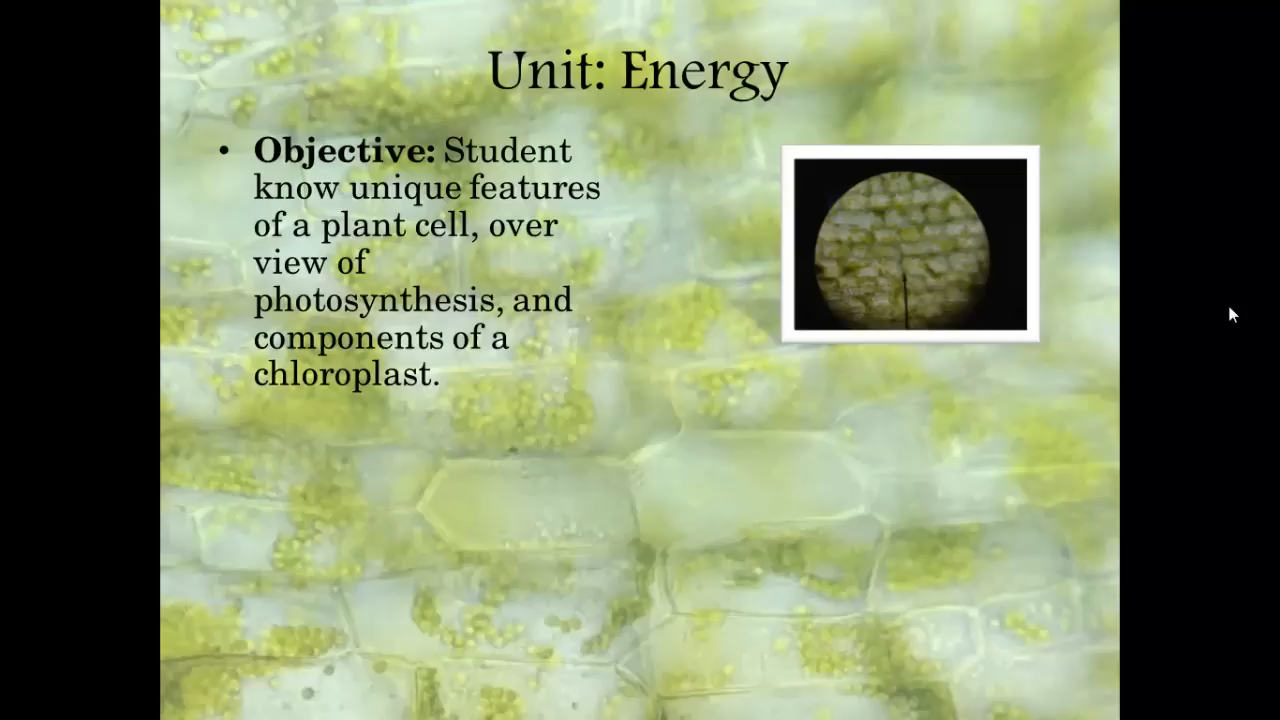 Unit: Energy
• Objective: Student
know unique features
of a plant cell, over
view of
photosynthesis, and
components of a
chloroplast.